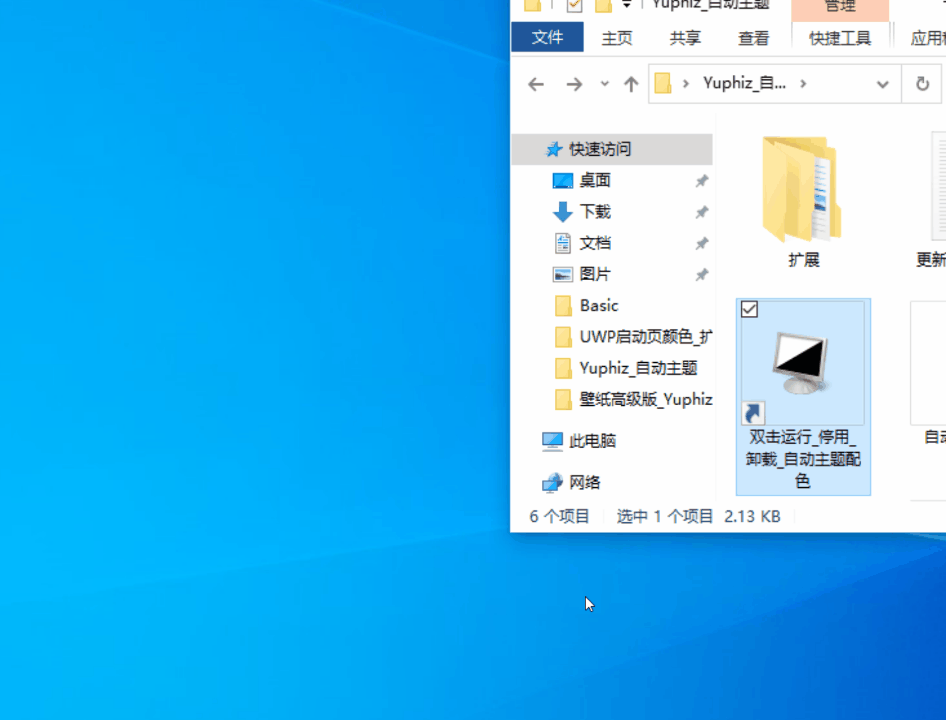 Yuphiz_自动主题
管理
文件
主页
共享
查看
快捷工具
Yuphiz_自...
快速访问
桌面
下载
文档
图片
Basic
UWP启动页颜色_扩
Yuphiz_自动主题
壁纸高级版_Yuphiz
此电脑
网络
扩展
更新
双击运行_停用_
卸载_自动主题配
色
自动
6 个项目
选中 1 个项目 2.13 KB